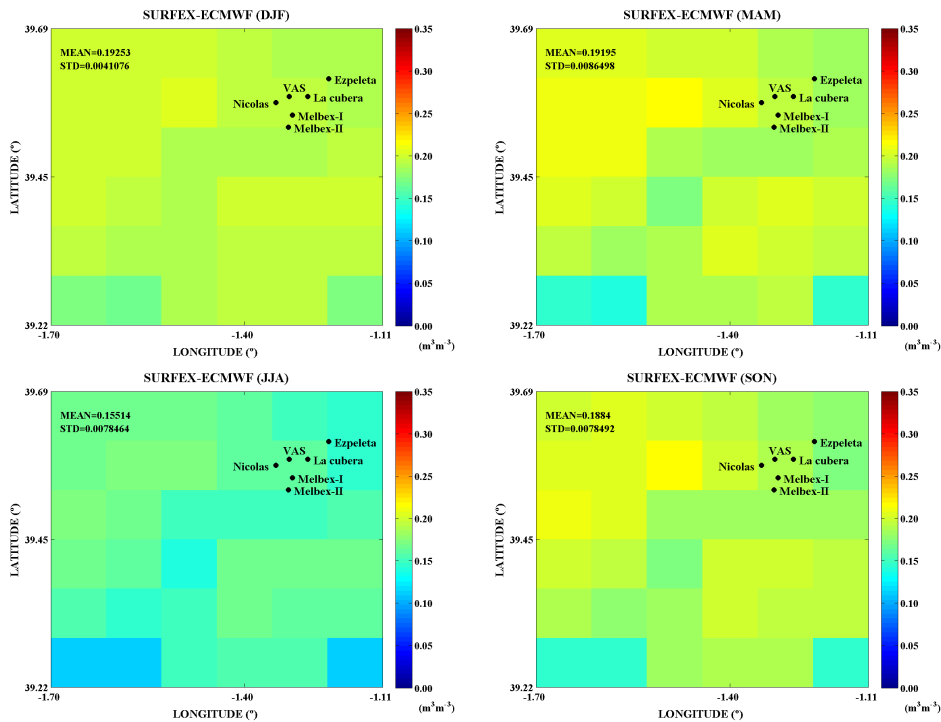 SURFEX-ECMWF (DJF)
39.69
MEAN=0.19253
STD=0.0041076
Ezpeleta
VAS
La cubera
Nicolas
Melbex-I
Melbex-II
LATITUDE (º)
39.45
39.22
-1.70
-1.40
-1.11
LONGITUDE (º)
0.35
0.30
0.25
0.20
0.15
0.10
0.05
0.00
(m³m⁻³)
SURFEX-ECMWF (MAM)
39.69
MEAN=0.19195
STD=0.0086498
Ezpeleta
VAS
La cubera
Nicolas
Melbex-I
Melbex-II
LATITUDE (º)
39.45
39.22
-1.70
-1.40
-1.11
LONGITUDE (º)
0.35
0.30
0.25
0.20
0.15
0.10
0.05
0.00
(m³m⁻³)
SURFEX-ECMWF (JJA)
39.69
MEAN=0.15514
STD=0.0078464
Ezpeleta
VAS
La cubera
Nicolas
Melbex-I
Melbex-II
LATITUDE (º)
39.45
39.22
-1.70
-1.40
-1.11
LONGITUDE (º)
0.35
0.30
0.25
0.20
0.15
0.10
0.05
0.00
(m³m⁻³)
SURFEX-ECMWF (SON)
39.69
MEAN=0.1884
STD=0.0078492
Ezpeleta
VAS
La cubera
Nicolas
Melbex-I
Melbex-II
LATITUDE (º)
39.45
39.22
-1.70
-1.40
-1.11
LONGITUDE (º)
0.35
0.30
0.25
0.20
0.15
0.10
0.05
0.00
(m³m⁻³)